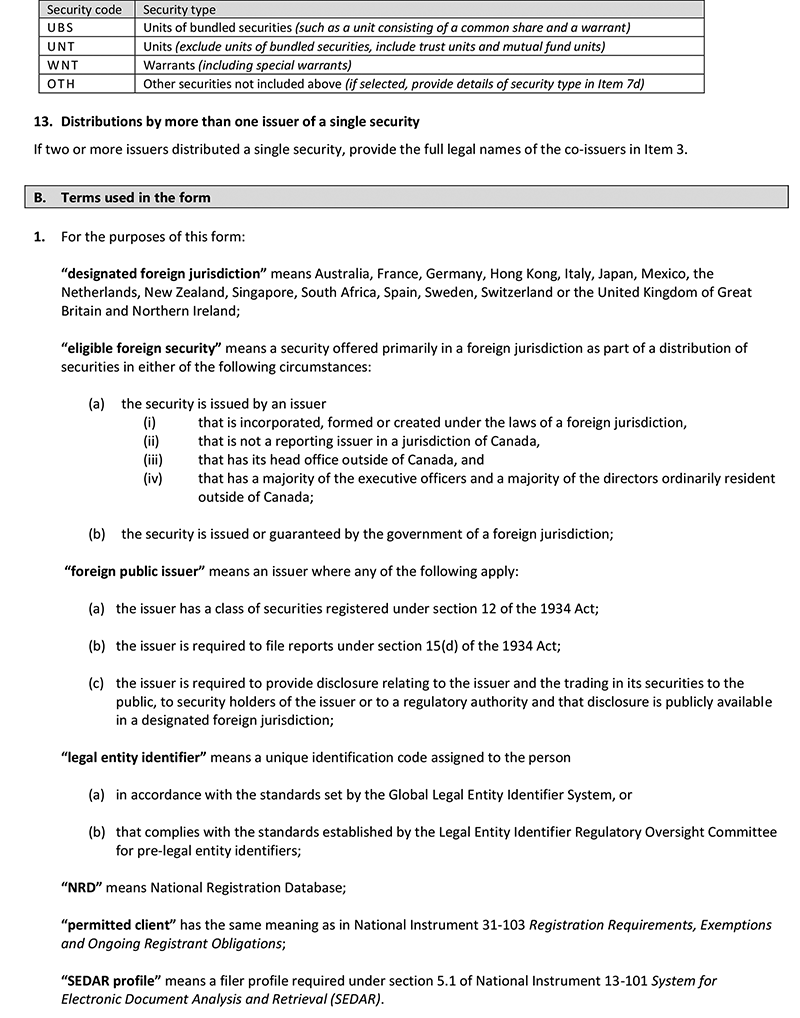 Security code Security type
UBS Units of bundled securities (such as a unit consisting of a common share and a warrant)
UNT Units (exclude units of bundled securities, include trust units and mutual fund units)
WNT Warrants (including special warrants)
OTH Other securities not included above (if selected, provide details of security type in Item 7d)
13. Distributions by more than one issuer of a single security
If two or more issuers distributed a single security, provide the full legal names of the co-issuers in Item 3.
B. Terms used in the form
1. For the purposes of this form:
“designated foreign jurisdiction” means Australia, France, Germany, Hong Kong, Italy, Japan, Mexico, the
Netherlands, New Zealand, Singapore, South Africa, Spain, Sweden, Switzerland or the United Kingdom of Great
Britain and Northern Ireland;
“eligible foreign security” means a security offered primarily in a foreign jurisdiction as part of a distribution of
securities in either of the following circumstances:
(a) the security is issued by an issuer
(i) that is incorporated, formed or created under the laws of a foreign jurisdiction,
(ii) that is not a reporting issuer in a jurisdiction of Canada,
(iii) that has its head office outside of Canada, and
(iv) that has a majority of the executive officers and a majority of the directors ordinarily resident
outside of Canada;
(b) the security is issued or guaranteed by the government of a foreign jurisdiction;
“foreign public issuer” means an issuer where any of the following apply:
(a) the issuer has a class of securities registered under section 12 of the 1934 Act;
(b) the issuer is required to file reports under section 15(d) of the 1934 Act;
(c) the issuer is required to provide disclosure relating to the issuer and the trading in its securities to the
public, to security holders of the issuer or to a regulatory authority and that disclosure is publicly available
in a designated foreign jurisdiction;
“legal entity identifier” means a unique identification code assigned to the person
(a) in accordance with the standards set by the Global Legal Entity Identifier System, or
(b) that complies with the standards established by the Legal Entity Identifier Regulatory Oversight Committee
for pre-legal entity identifiers;
“NRD” means National Registration Database;
“permitted client” has the same meaning as in National Instrument 31-103 Registration Requirements, Exemptions
and Ongoing Registrant Obligations;
“SEDAR profile” means a filer profile required under section 5.1 of National Instrument 13-101 System for
Electronic Document Analysis and Retrieval (SEDAR).